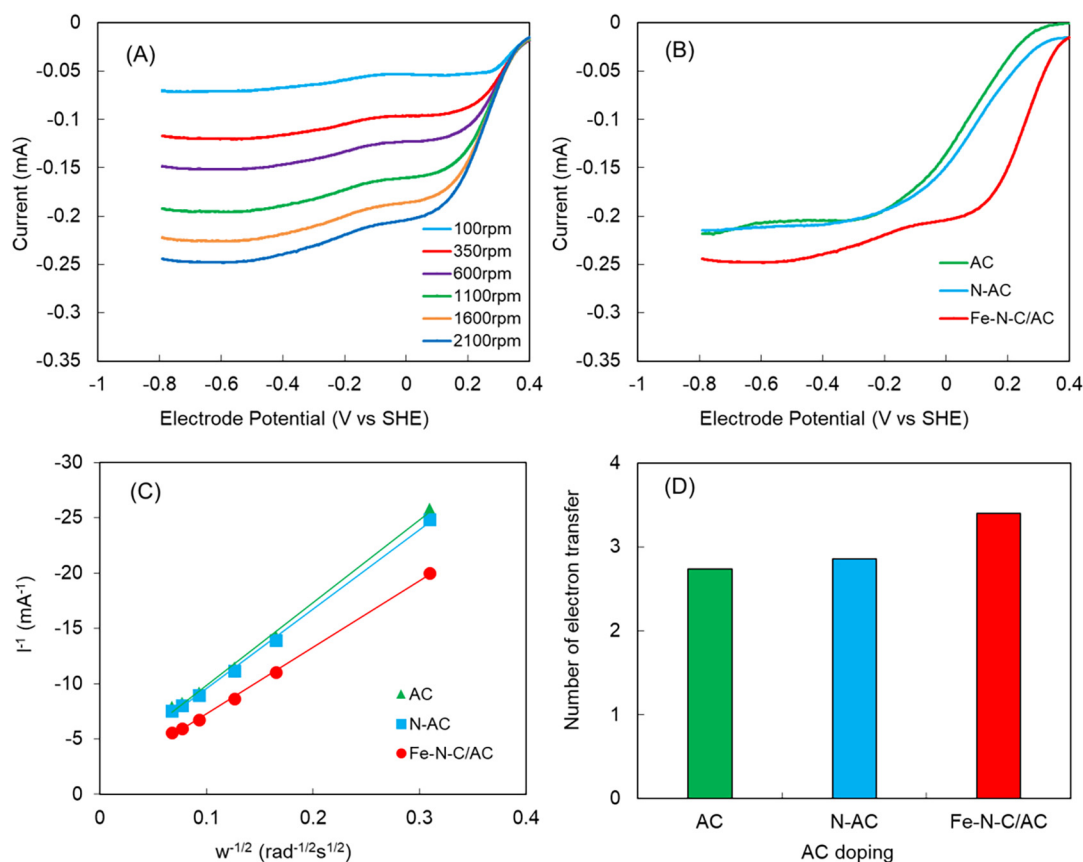 (A)
0
-0.05
-0.1
-0.15
-0.2
-0.25
-0.3
-0.35
Current (mA)
100rpm
350rpm
600rpm
1100rpm
1600rpm
2100rpm
-1
-0.8
-0.6
-0.4
-0.2
0
0.2
0.4
Electrode Potential (V vs SHE)
(B)
0
-0.05
-0.1
-0.15
-0.2
-0.25
-0.3
-0.35
Current (mA)
AC
N-AC
Fe-N-C/AC
-1
-0.8
-0.6
-0.4
-0.2
0
0.2
0.4
Electrode Potential (V vs SHE)
(C)
-30
-25
-20
-15
-10
-5
0
I⁻¹ (mA⁻¹)
AC
N-AC
Fe-N-C/AC
0
0.1
0.2
0.3
0.4
w⁻¹/² (rad⁻¹/²s¹/²)
(D)
4
3
2
1
0
Number of electron transfer
AC
N-AC
Fe-N-C/AC
AC doping